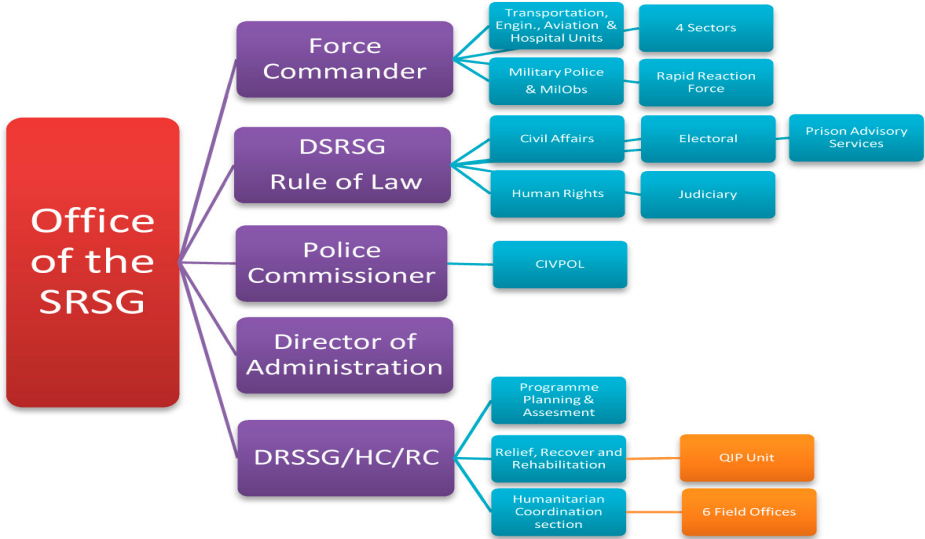 Office
of the
SRSG
Force
Commander
Transportation,
Engin., Aviation &
Hospital Units
4 Sectors
Military Police
& MilObs
Rapid Reaction
Force
DSRSG
Rule of Law
Civil Affairs
Electoral
Prison Advisory
Services
Human Rights
Judiciary
Police
Commissioner
CIVPOL
Director of
Administration
DRSSG/HC/RC
Programme
Planning &
Assesment
Relief, Recover and
Rehabilitation
QIP Unit
Humanitarian
Coordination
section
6 Field Offices